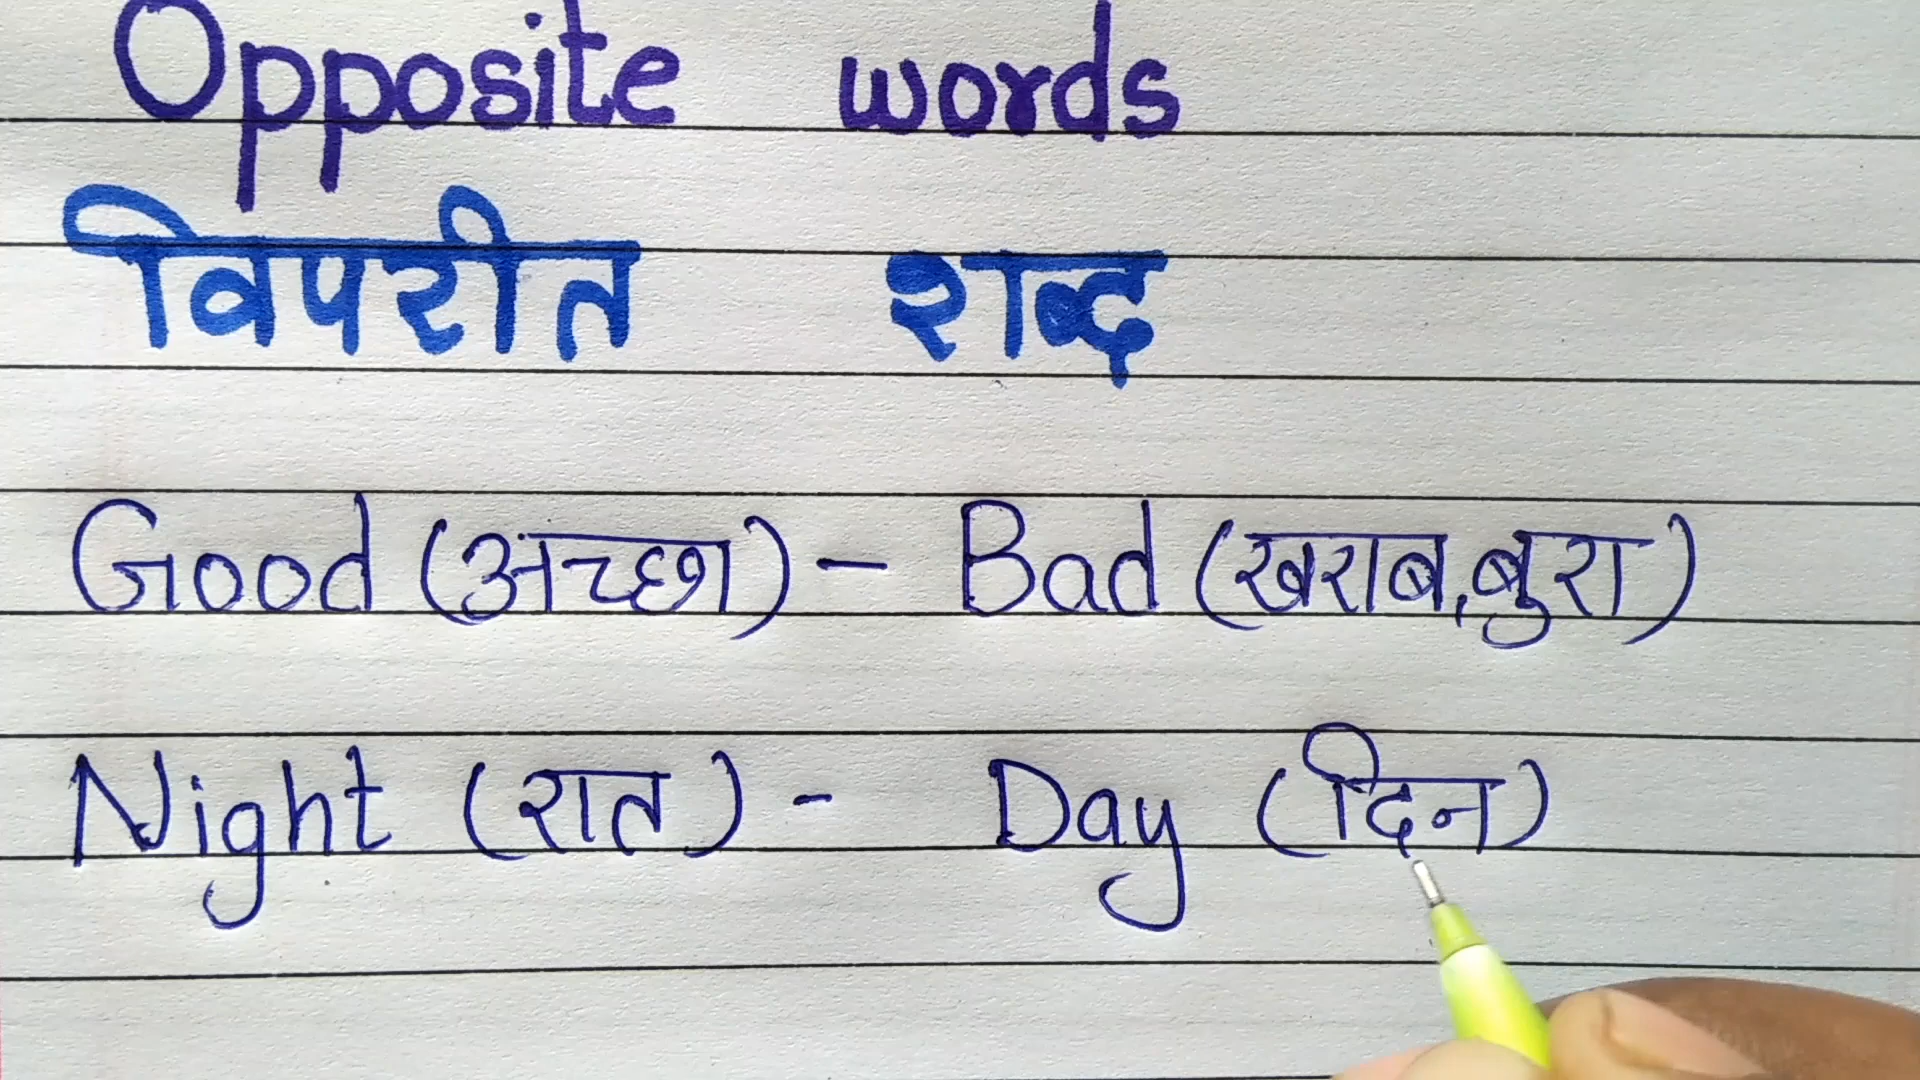 Opposite words
विपरीत शब्द
Good (अच्छा) - Bad (खराब,बुरा)
Night (रात) - Day (दिन)